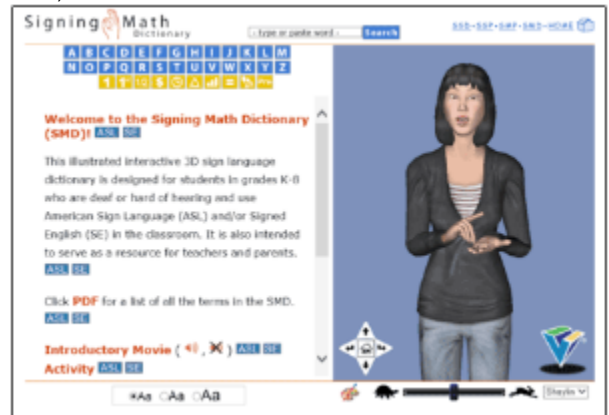 Signing Math
Dictionary
- type or paste word -
Search
SSD-SSP-SMP-SMD-HOME
A B C D E F G H I J K L M
N O P Q R S T U V W X Y Z
Welcome to the Signing Math Dictionary
(SMD)! ASL SE
This illustrated interactive 3D sign language
dictionary is designed for students in grades K-8
who are deaf or hard of hearing and use
American Sign Language (ASL) and/or Signed
English (SE) in the classroom. It is also intended
to serve as a resource for teachers and parents.
ASL SE
Click PDF for a list of all the terms in the SMD.
ASL SE
Introductory Movie ( , ) ASL SE
Activity ASL SE
Aa Aa Aa